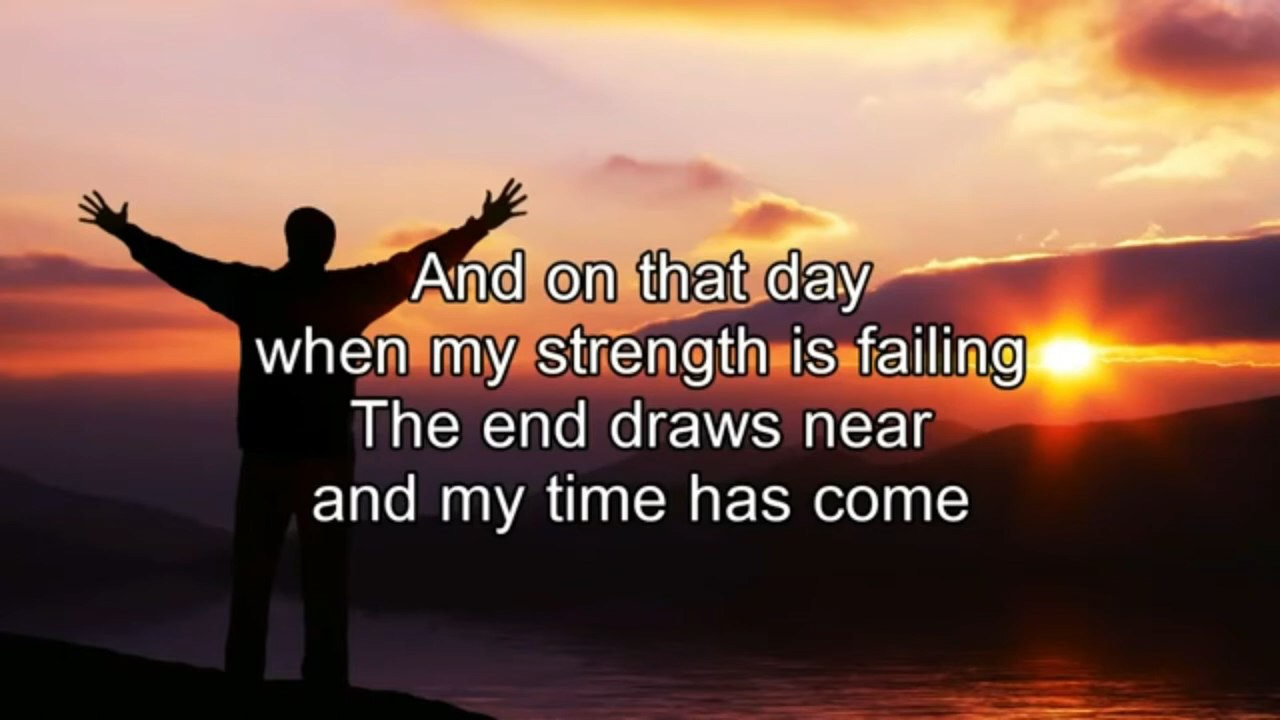 And on that day
when my strength is failing
The end draws near
and my time has come